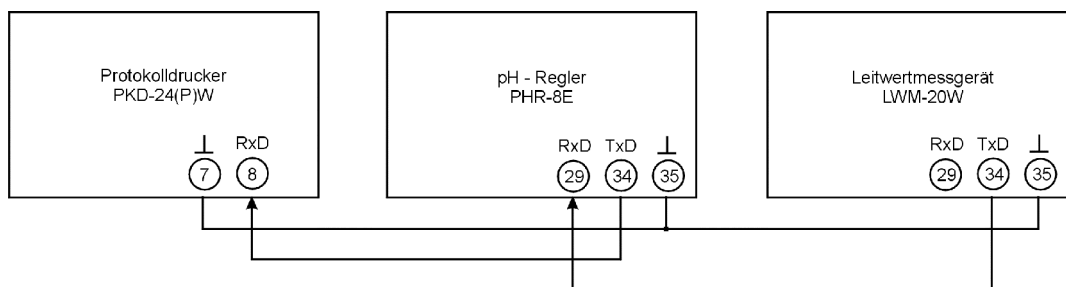 Protokolldrucker
PKD-24(P)W
RxD
7 8
pH - Regler
PHR-8E
RxD TxD
29 34 35
Leitwertmessgerät
LWM-20W
RxD TxD
29 34 35